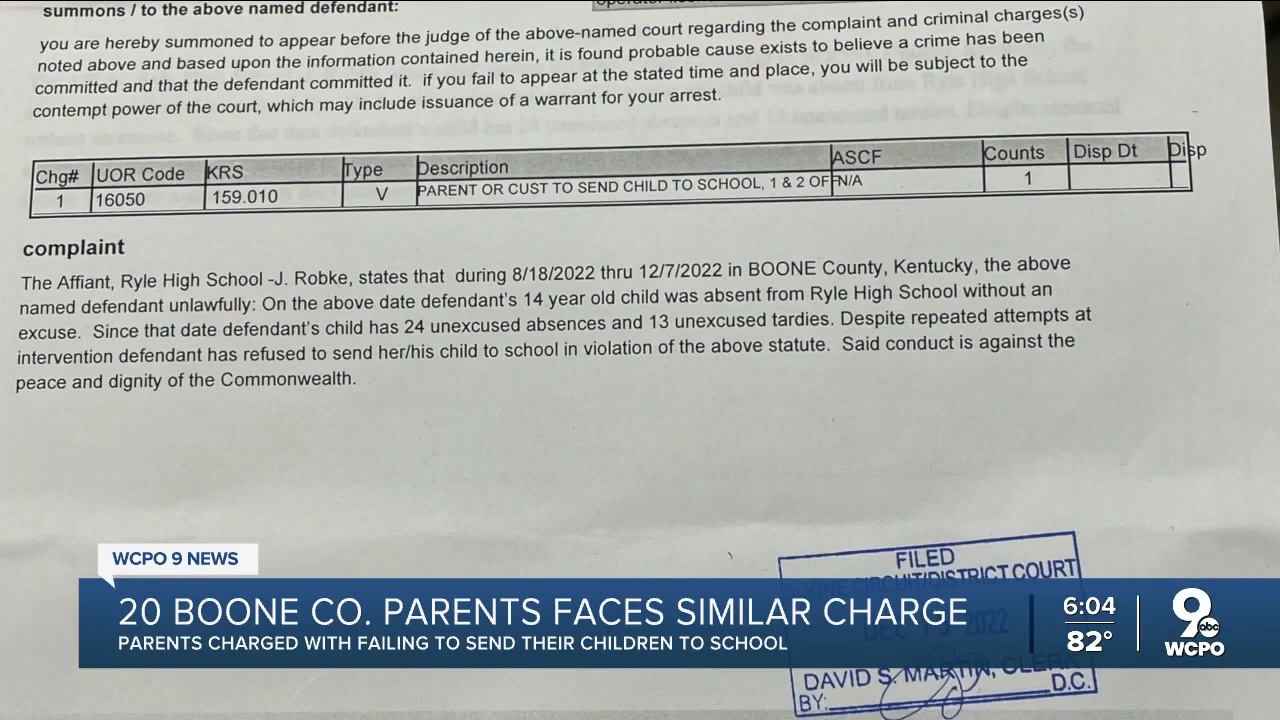 summons / to the above named defendant:
you are hereby summoned to appear before the judge of the above-named court regarding the complaint and criminal charges(s)
noted above and based upon the information contained herein, it is found probable cause exists to believe a crime has been
committed and that the defendant committed it. if you fail to appear at the stated time and place, you will be subject to the
contempt power of the court, which may include issuance of a warrant for your arrest.
Chg# UOR Code KRS Type Description ASCF Counts Disp Dt Disp
1 16050 159.010 V PARENT OR CUST TO SEND CHILD TO SCHOOL, 1 & 2 OFF N/A 1
complaint
The Affiant, Ryle High School -J. Robke, states that during 8/18/2022 thru 12/7/2022 in BOONE County, Kentucky, the above
named defendant unlawfully: On the above date defendant's 14 year old child was absent from Ryle High School without an
excuse. Since that date defendant's child has 24 unexcused absences and 13 unexcused tardies. Despite repeated attempts at
intervention defendant has refused to send her/his child to school in violation of the above statute. Said conduct is against the
peace and dignity of the Commonwealth.
FILED
BOONE CIRCUIT/DISTRICT COURT
2022
DAVID S. MARTIN, CLERK
BY: D.C.
WCPO 9 NEWS
20 BOONE CO. PARENTS FACES SIMILAR CHARGE
PARENTS CHARGED WITH FAILING TO SEND THEIR CHILDREN TO SCHOOL
6:04
82°
9 abc
WCPO